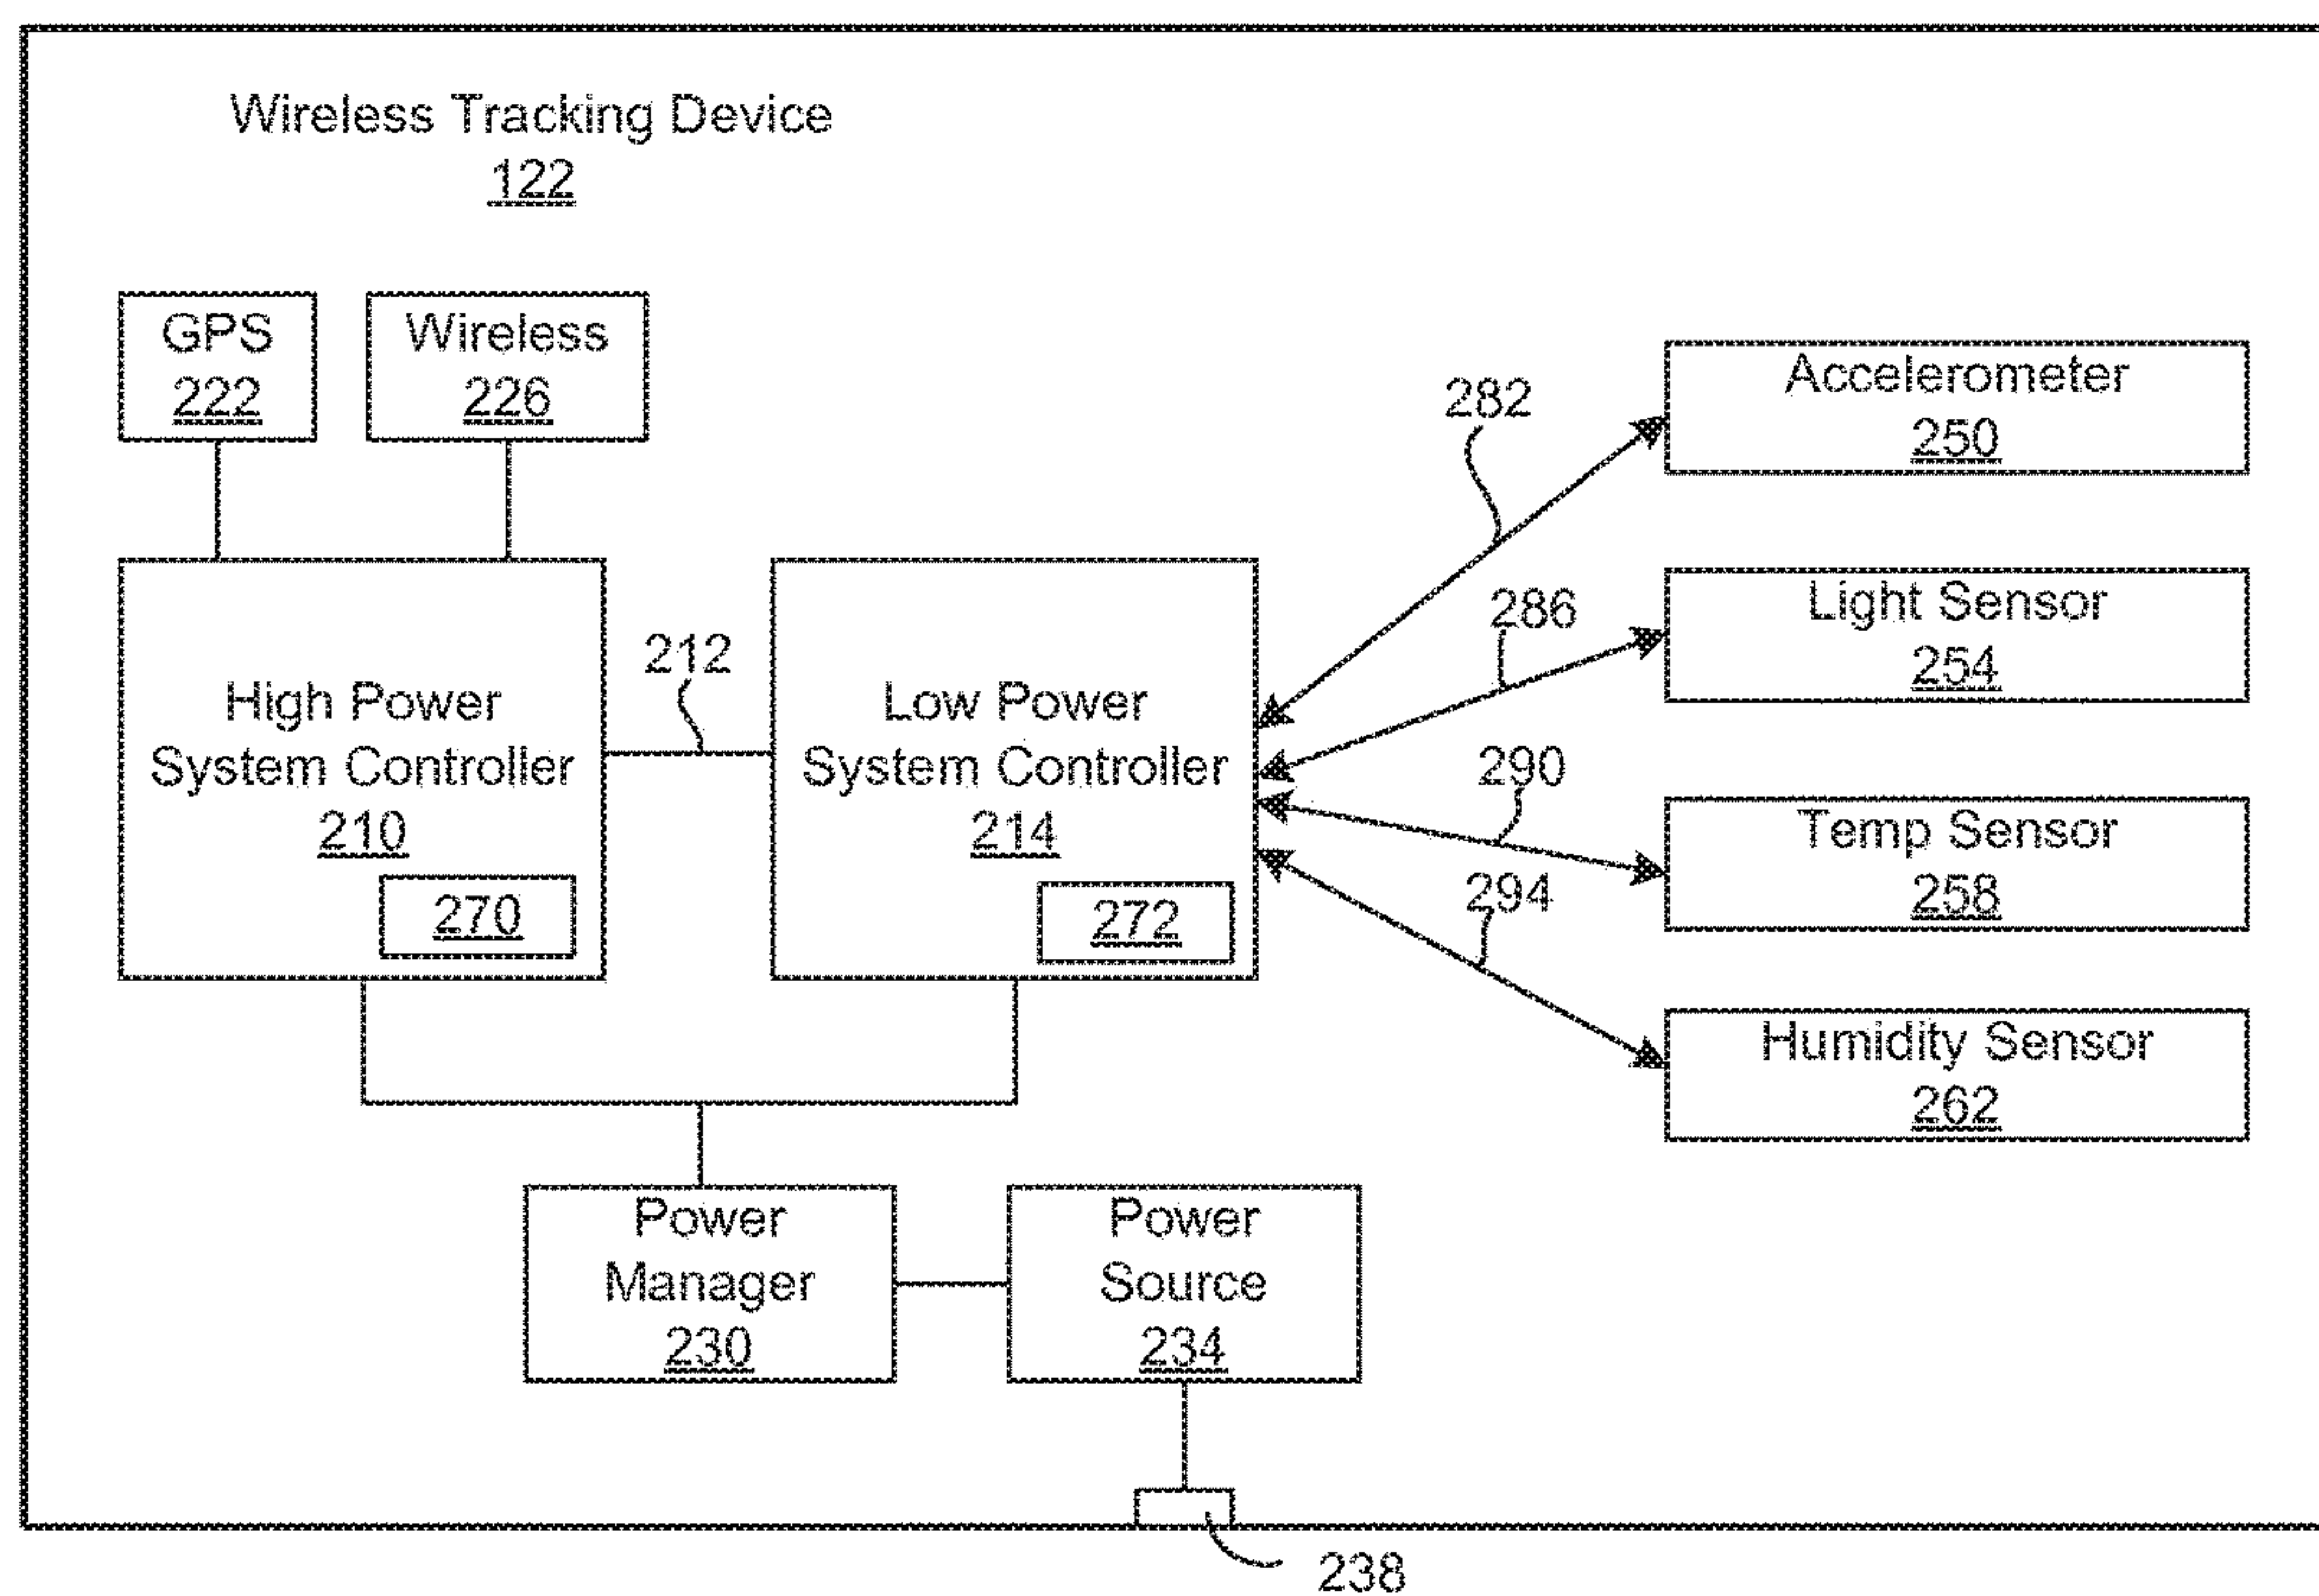 Wireless Tracking Device
122
GPS
222
Wireless
226
282
Accelerometer
250
286
Light Sensor
254
212
High Power
System Controller
210
270
Low Power
System Controller
214
272
290
Temp Sensor
258
294
Humidity Sensor
262
Power
Manager
230
Power
Source
234
238